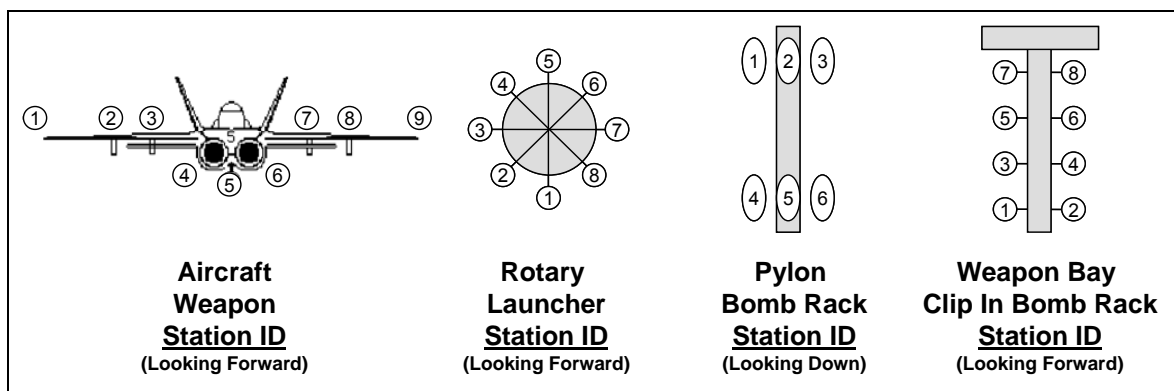 ① ② ③ 5 ⑦ ⑧ ⑨
④ ⑤ ⑥
⑤
④ ⑥
③ ⑦
② ⑧
①
1 2 3
4 5 6
⑦ ⑧
⑤ ⑥
③ ④
① ②
Aircraft
Weapon
Station ID
(Looking Forward)
Rotary
Launcher
Station ID
(Looking Forward)
Pylon
Bomb Rack
Station ID
(Looking Down)
Weapon Bay
Clip In Bomb Rack
Station ID
(Looking Forward)